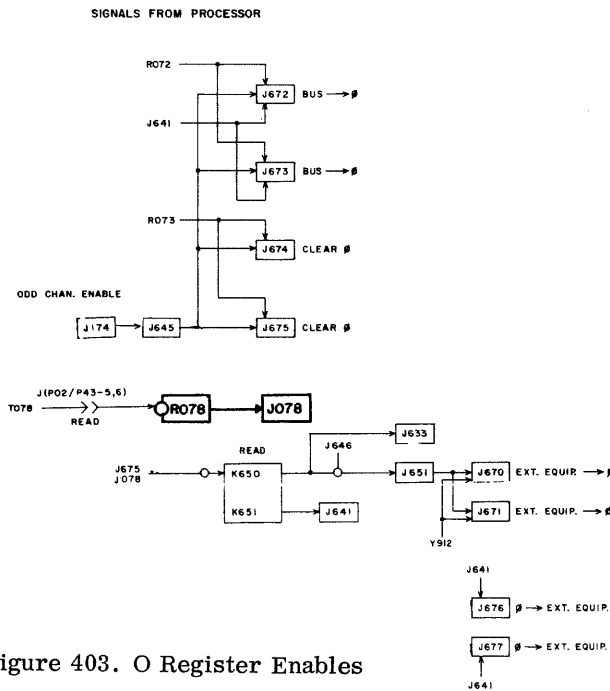 SIGNALS FROM PROCESSOR
R072
J672 BUS → Ø
J641
J673 BUS → Ø
R073
J674 CLEAR Ø
ODD CHAN. ENABLE
J174 J645 J675 CLEAR Ø
J(P02/P43-5,6)
T078 R078 J078
READ
J633
READ J646
J675
J078
K650 J651 J670 EXT. EQUIP. → Ø
K651 J641 J671 EXT. EQUIP. → Ø
Y912
J641
J676 Ø → EXT. EQUIP.
J677 Ø → EXT. EQUIP.
J641
igure 403. O Register Enables